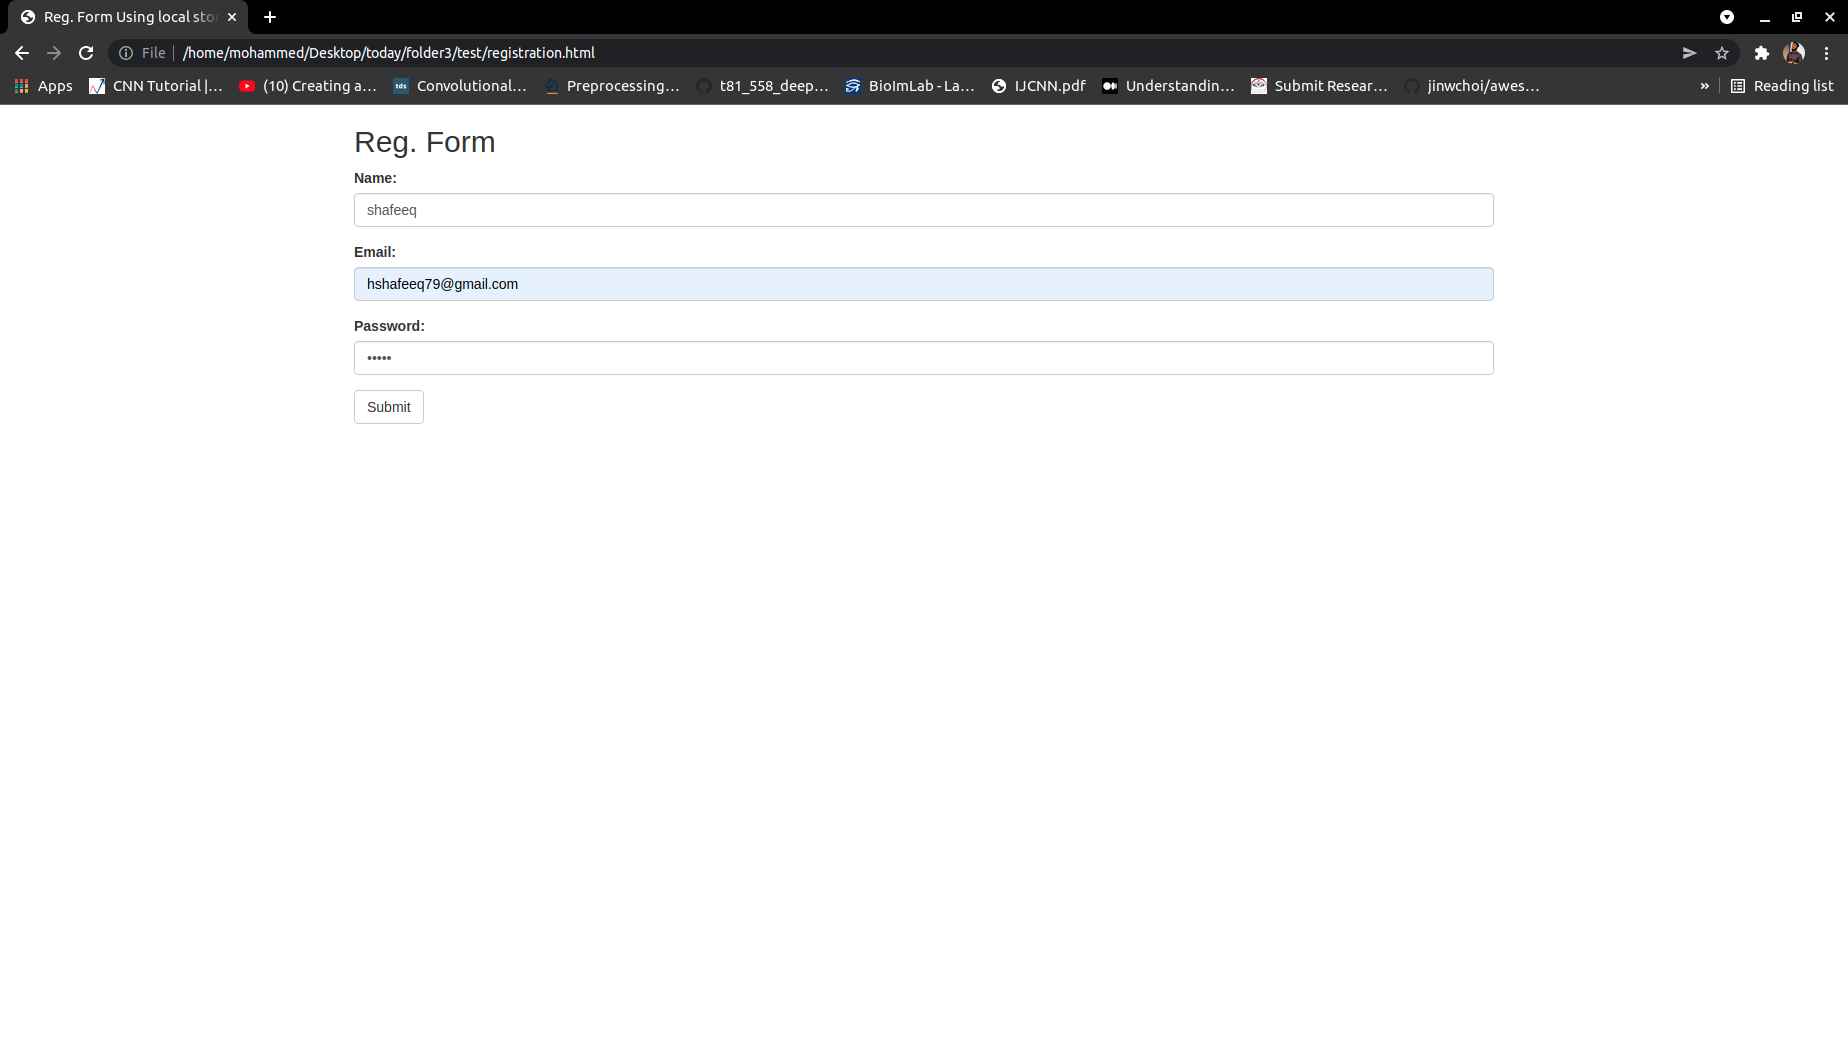 Reg. Form Using local sto
File /home/mohammed/Desktop/today/folder3/test/registration.html
Apps CNN Tutorial |... (10) Creating a... tds Convolutional... Preprocessing... t81_558_deep... BioImLab - La... IJCNN.pdf Understandin... Submit Resear... jinwchoi/awes... » Reading list
Reg. Form
Name:
shafeeq
Email:
hshafeeq79@gmail.com
Password:
•••••
Submit